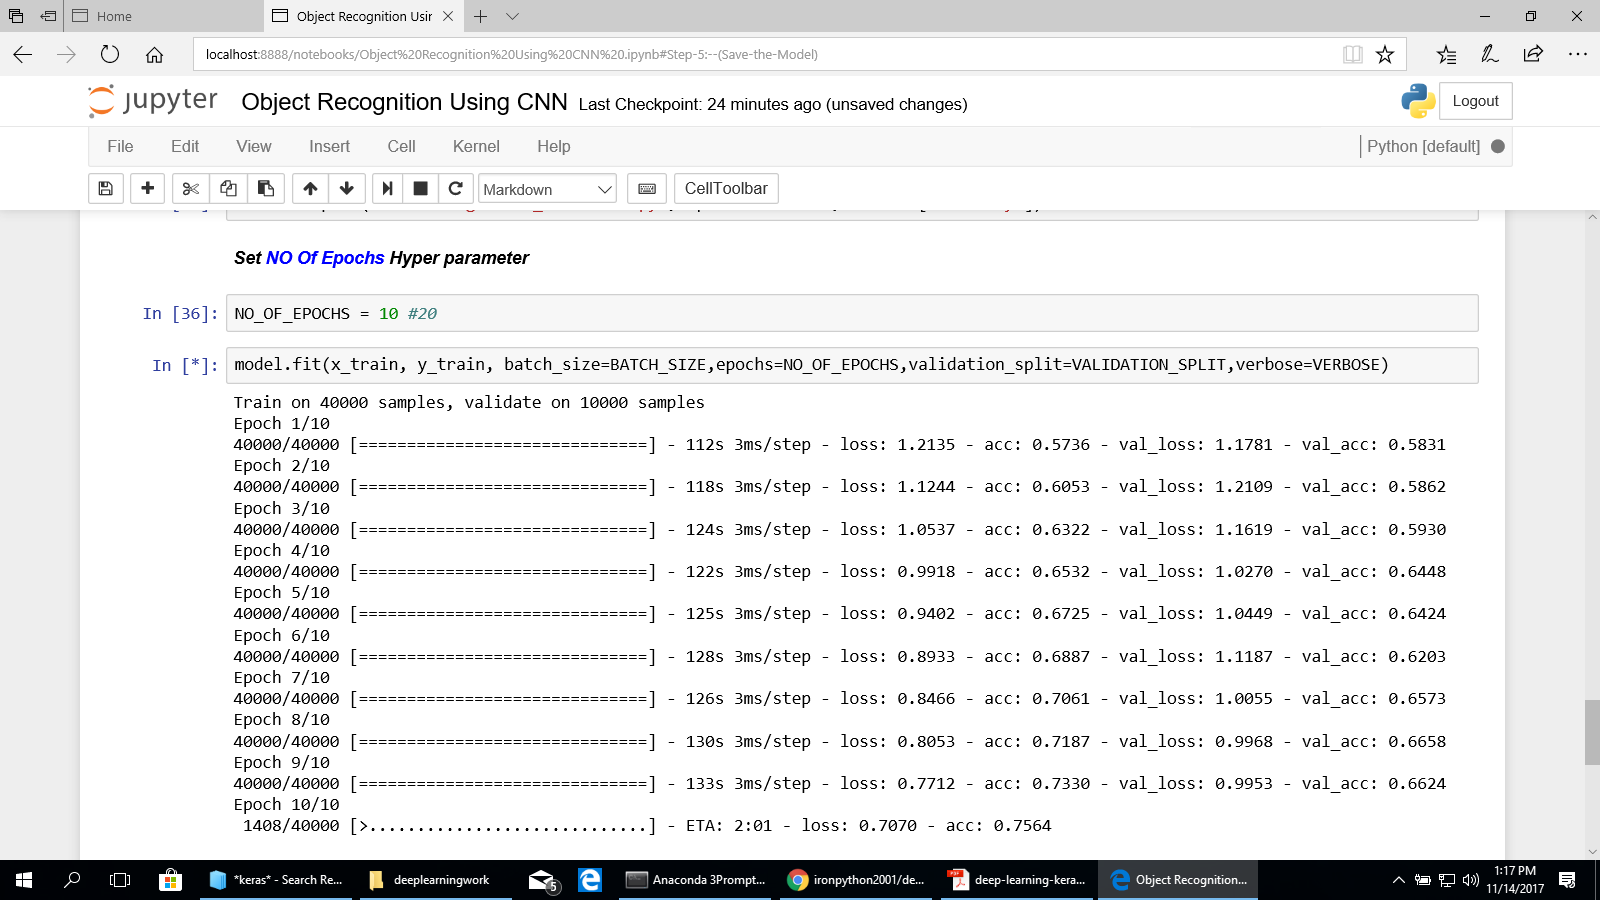 Home
Object Recognition Usir
localhost:8888/notebooks/Object%20Recognition%20Using%20CNN%20.ipynb#Step-5:--(Save-the-Model)
jupyter Object Recognition Using CNN Last Checkpoint: 24 minutes ago (unsaved changes)
Logout
File Edit View Insert Cell Kernel Help
Python [default]
Markdown
CellToolbar
Set NO Of Epochs Hyper parameter
In [36]: NO_OF_EPOCHS = 10 #20
In [*]: model.fit(x_train, y_train, batch_size=BATCH_SIZE,epochs=NO_OF_EPOCHS,validation_split=VALIDATION_SPLIT,verbose=VERBOSE)
Train on 40000 samples, validate on 10000 samples
Epoch 1/10
40000/40000 [==============================] - 112s 3ms/step - loss: 1.2135 - acc: 0.5736 - val_loss: 1.1781 - val_acc: 0.5831
Epoch 2/10
40000/40000 [==============================] - 118s 3ms/step - loss: 1.1244 - acc: 0.6053 - val_loss: 1.2109 - val_acc: 0.5862
Epoch 3/10
40000/40000 [==============================] - 124s 3ms/step - loss: 1.0537 - acc: 0.6322 - val_loss: 1.1619 - val_acc: 0.5930
Epoch 4/10
40000/40000 [==============================] - 122s 3ms/step - loss: 0.9918 - acc: 0.6532 - val_loss: 1.0270 - val_acc: 0.6448
Epoch 5/10
40000/40000 [==============================] - 125s 3ms/step - loss: 0.9402 - acc: 0.6725 - val_loss: 1.0449 - val_acc: 0.6424
Epoch 6/10
40000/40000 [==============================] - 128s 3ms/step - loss: 0.8933 - acc: 0.6887 - val_loss: 1.1187 - val_acc: 0.6203
Epoch 7/10
40000/40000 [==============================] - 126s 3ms/step - loss: 0.8466 - acc: 0.7061 - val_loss: 1.0055 - val_acc: 0.6573
Epoch 8/10
40000/40000 [==============================] - 130s 3ms/step - loss: 0.8053 - acc: 0.7187 - val_loss: 0.9968 - val_acc: 0.6658
Epoch 9/10
40000/40000 [==============================] - 133s 3ms/step - loss: 0.7712 - acc: 0.7330 - val_loss: 0.9953 - val_acc: 0.6624
Epoch 10/10
1408/40000 [>.............................] - ETA: 2:01 - loss: 0.7070 - acc: 0.7564
*keras* - Search Re...
deeplearningwork
5
Anaconda 3Prompt...
ironpython2001/de...
deep-learning-kera...
Object Recognition...
1:17 PM
11/14/2017